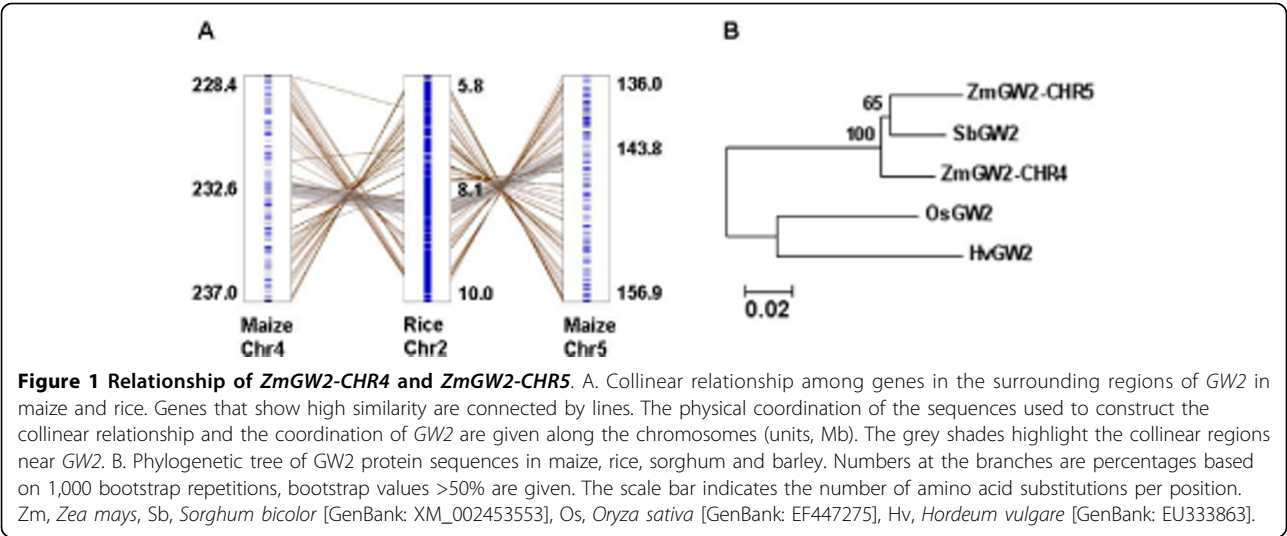 A
B
228.4
232.6
237.0
5.8
8.1
10.0
136.0
143.8
156.9
Maize
Chr4
Rice
Chr2
Maize
Chr5
65
100
ZmGW2-CHR5
SbGW2
ZmGW2-CHR4
OsGW2
HvGW2
0.02
Figure 1 Relationship of ZmGW2-CHR4 and ZmGW2-CHR5. A. Collinear relationship among genes in the surrounding regions of GW2 in
maize and rice. Genes that show high similarity are connected by lines. The physical coordination of the sequences used to construct the
collinear relationship and the coordination of GW2 are given along the chromosomes (units, Mb). The grey shades highlight the collinear regions
near GW2. B. Phylogenetic tree of GW2 protein sequences in maize, rice, sorghum and barley. Numbers at the branches are percentages based
on 1,000 bootstrap repetitions, bootstrap values >50% are given. The scale bar indicates the number of amino acid substitutions per position.
Zm, Zea mays, Sb, Sorghum bicolor [GenBank: XM_002453553], Os, Oryza sativa [GenBank: EF447275], Hv, Hordeum vulgare [GenBank: EU333863].